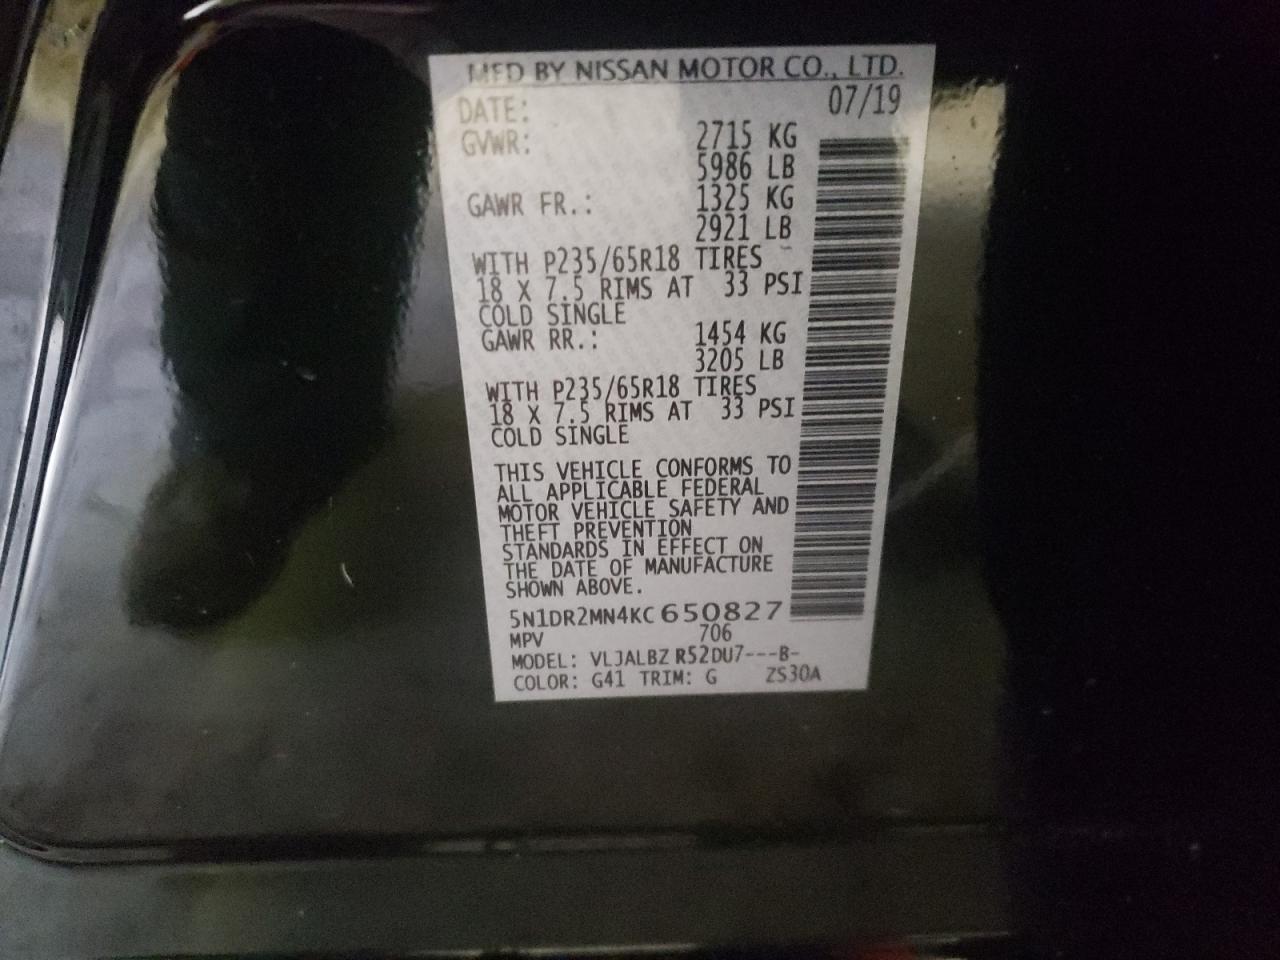 MFD BY NISSAN MOTOR CO., LTD.
DATE: 07/19
GVWR: 2715 KG
5986 LB
GAWR FR.: 1325 KG
2921 LB
WITH P235/65R18 TIRES
18 X 7.5 RIMS AT 33 PSI
COLD SINGLE
GAWR RR.: 1454 KG
3205 LB
WITH P235/65R18 TIRES
18 X 7.5 RIMS AT 33 PSI
COLD SINGLE
THIS VEHICLE CONFORMS TO
ALL APPLICABLE FEDERAL
MOTOR VEHICLE SAFETY AND
THEFT PREVENTION
STANDARDS IN EFFECT ON
THE DATE OF MANUFACTURE
SHOWN ABOVE.
5N1DR2MN4KC650827
MPV 706
MODEL: VLJALBZ R52DU7---B-
COLOR: G41 TRIM: G ZS30A